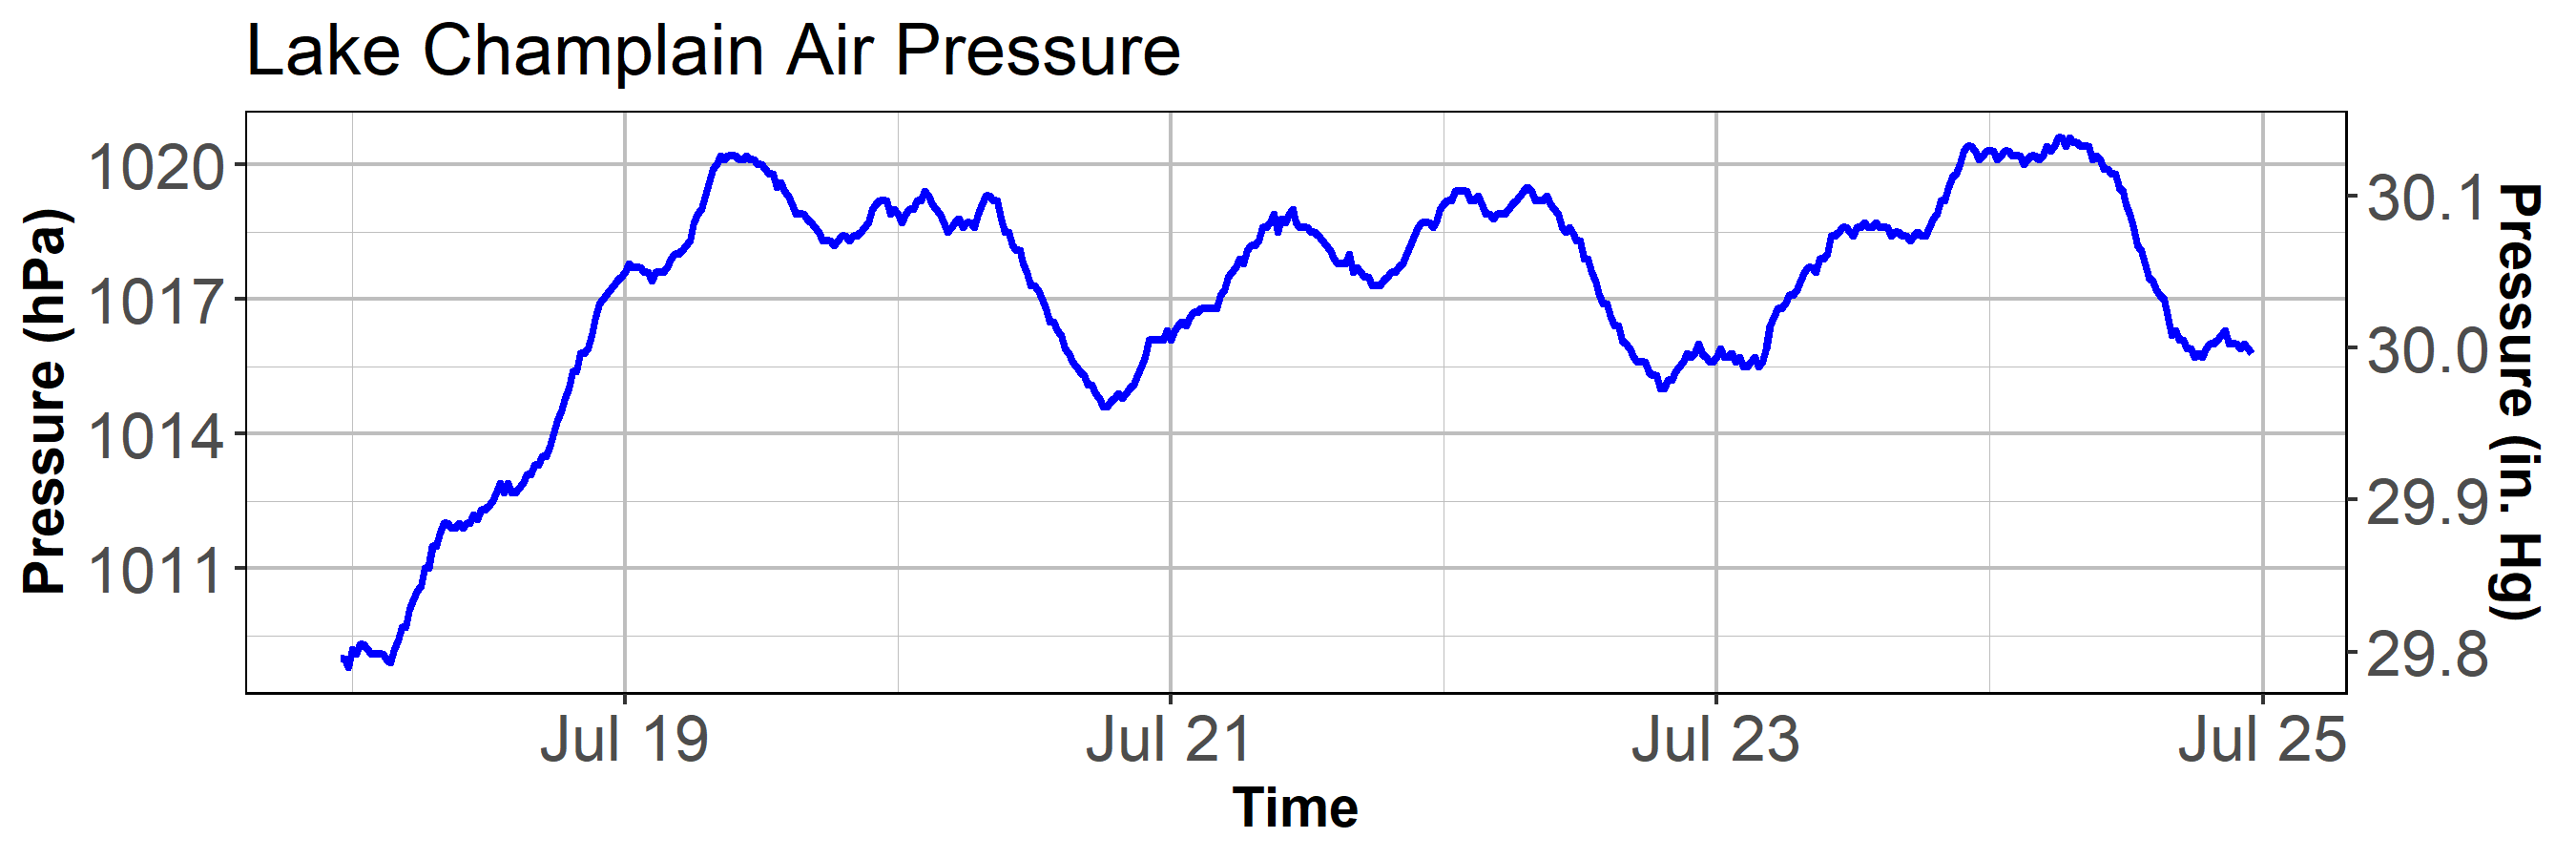 Lake Champlain Air Pressure
Pressure (hPa)
1020
1017
1014
1011
30.1
30.0
29.9
29.8
Pressure (in. Hg)
Jul 19
Jul 21
Jul 23
Jul 25
Time